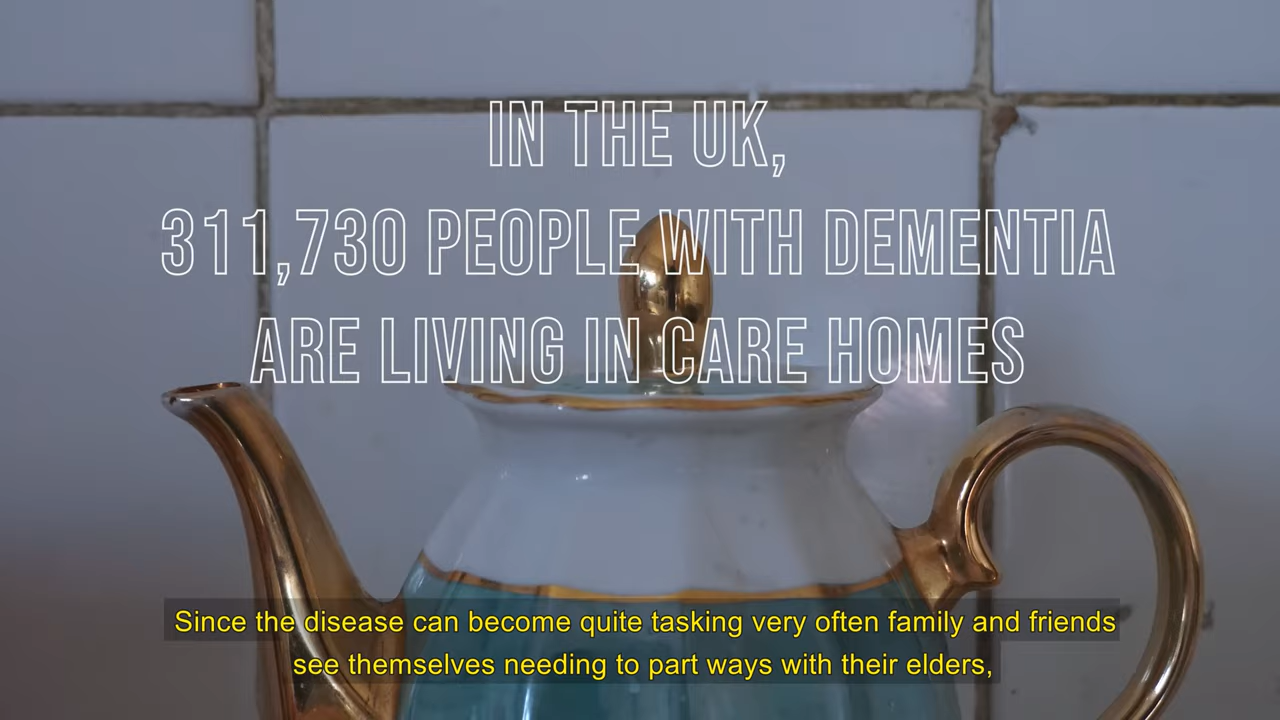 IN THE UK,
311,730 PEOPLE WITH DEMENTIA
ARE LIVING IN CARE HOMES
Since the disease can become quite tasking very often family and friends
see themselves needing to part ways with their elders,